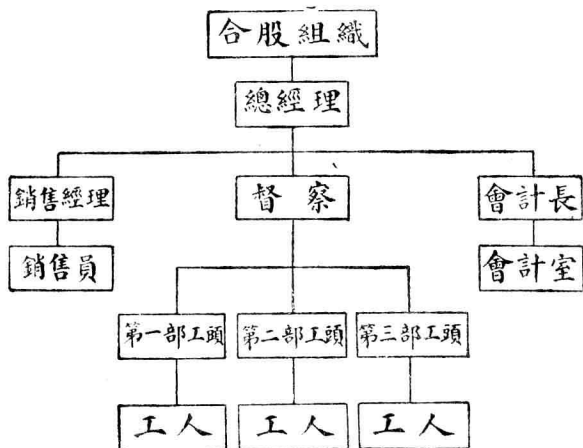 合股組織
總經理
銷售經理
督察
會計長
銷售員
會計室
第一部工頭
第二部工頭
第三部工頭
工人
工人
工人